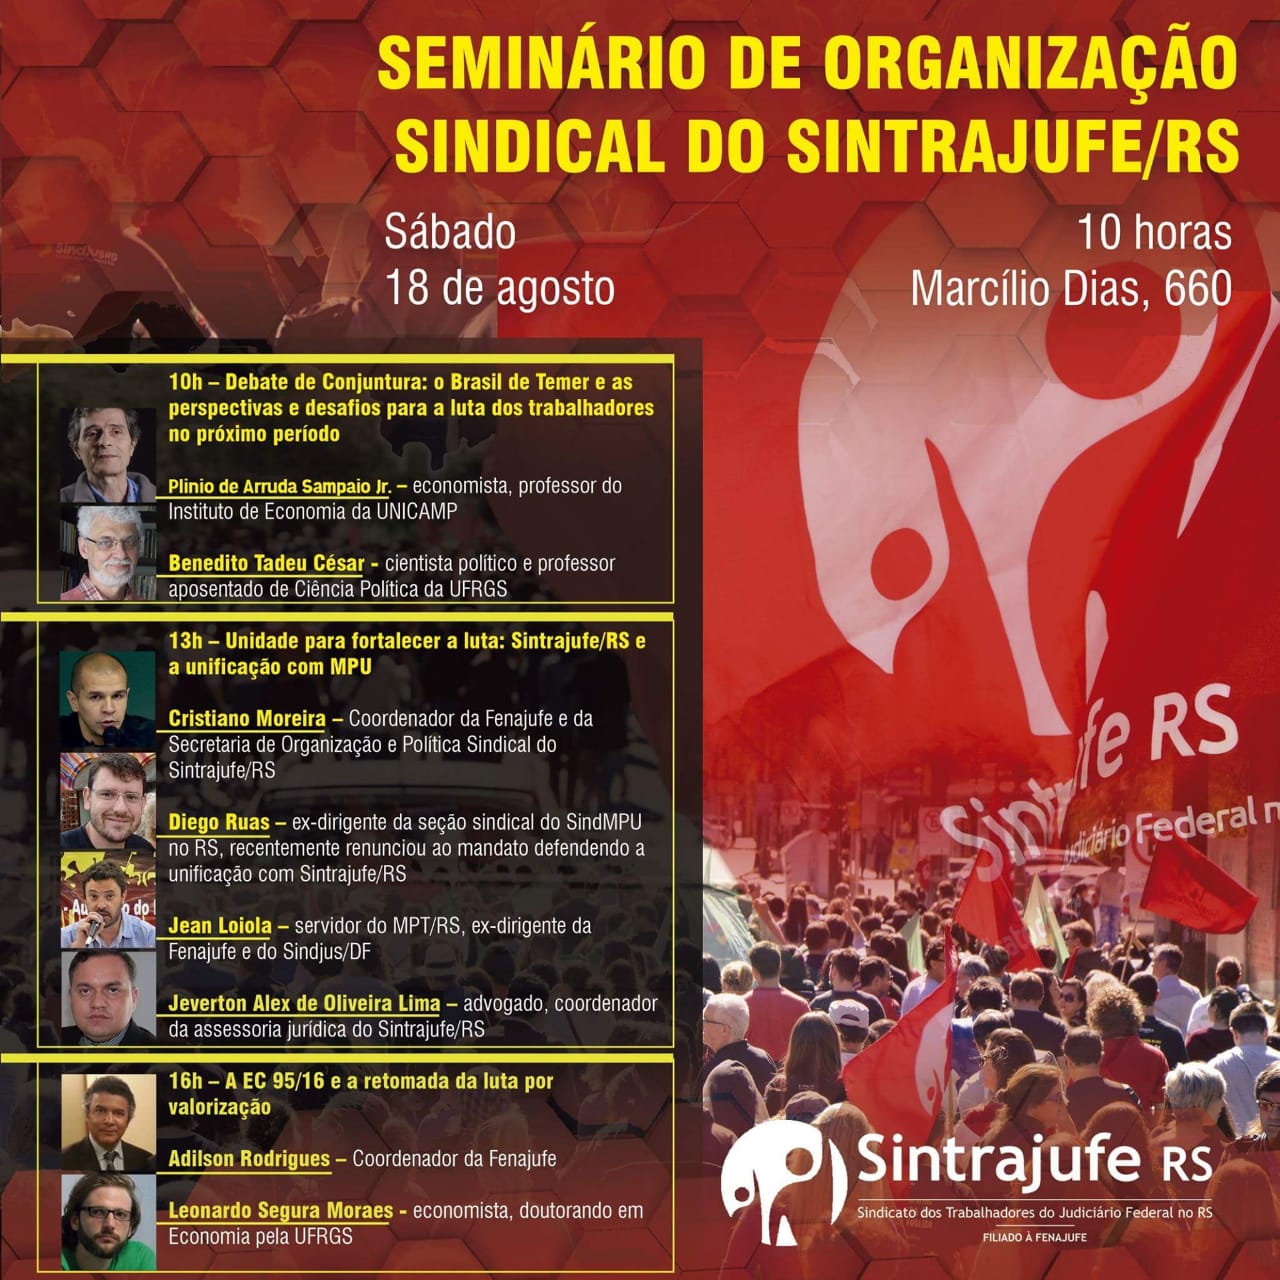 SEMINÁRIO DE ORGANIZAÇÃO
SINDICAL DO SINTRAJUFE/RS
Sábado
18 de agosto
10 horas
Marcílio Dias, 660
10h – Debate de Conjuntura: o Brasil de Temer e as
perspectivas e desafios para a luta dos trabalhadores
no próximo período
Plinio de Arruda Sampaio Jr. – economista, professor do
Instituto de Economia da UNICAMP
Benedito Tadeu César - cientista político e professor
aposentado de Ciência Política da UFRGS
13h – Unidade para fortalecer a luta: Sintrajufe/RS e
a unificação com MPU
Cristiano Moreira – Coordenador da Fenajufe e da
Secretaria de Organização e Política Sindical do
Sintrajufe/RS
Diego Ruas – ex-dirigente da seção sindical do SindMPU
no RS, recentemente renunciou ao mandato defendendo a
unificação com Sintrajufe/RS
Jean Loiola – servidor do MPT/RS, ex-dirigente da
Fenajufe e do Sindjus/DF
Jeverton Alex de Oliveira Lima – advogado, coordenador
da assessoria jurídica do Sintrajufe/RS
16h – A EC 95/16 e a retomada da luta por
valorização
Adilson Rodrigues – Coordenador da Fenajufe
Leonardo Segura Moraes - economista, doutorando em
Economia pela UFRGS
Federal
RS
Sintrajufe RS
Sindicato dos Trabalhadores do Judiciário Federal no RS
FILIADO À FENAJUFE